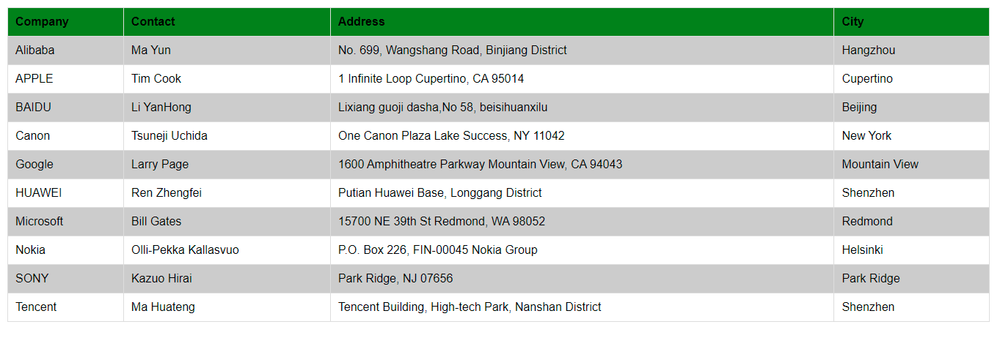 Company Contact Address City
Alibaba Ma Yun No. 699, Wangshang Road, Binjiang District Hangzhou
APPLE Tim Cook 1 Infinite Loop Cupertino, CA 95014 Cupertino
BAIDU Li YanHong Lixiang guoji dasha,No 58, beisihuanxilu Beijing
Canon Tsuneji Uchida One Canon Plaza Lake Success, NY 11042 New York
Google Larry Page 1600 Amphitheatre Parkway Mountain View, CA 94043 Mountain View
HUAWEI Ren Zhengfei Putian Huawei Base, Longgang District Shenzhen
Microsoft Bill Gates 15700 NE 39th St Redmond, WA 98052 Redmond
Nokia Olli-Pekka Kallasvuo P.O. Box 226, FIN-00045 Nokia Group Helsinki
SONY Kazuo Hirai Park Ridge, NJ 07656 Park Ridge
Tencent Ma Huateng Tencent Building, High-tech Park, Nanshan District Shenzhen